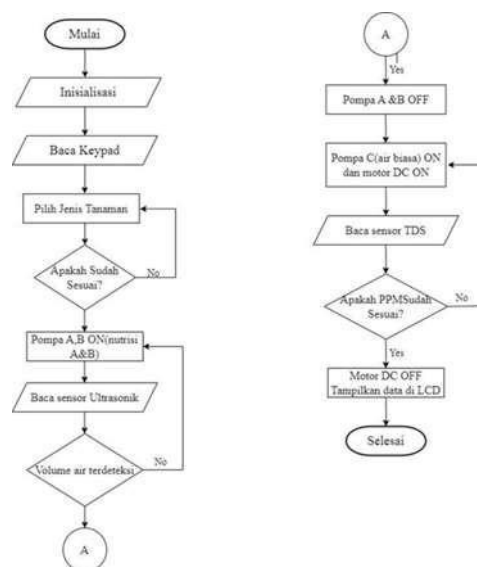 Mulai
Inisialisasi
Baca Keypad
Pilih Jenis Tanaman
Apakah Sudah
Sesuai?
No
Pompa A,B ON(nutrisi
A&B)
Baca sensor Ultrasonik
Volume air terdeteksi
No
A
A
Yes
Pompa A &B OFF
Pompa C(air biasa) ON
dan motor DC ON
Baca sensor TDS
Apakah PPMSudah
Sesuai?
No
Yes
Motor DC OFF
Tampilkan data di LCD
Selesai